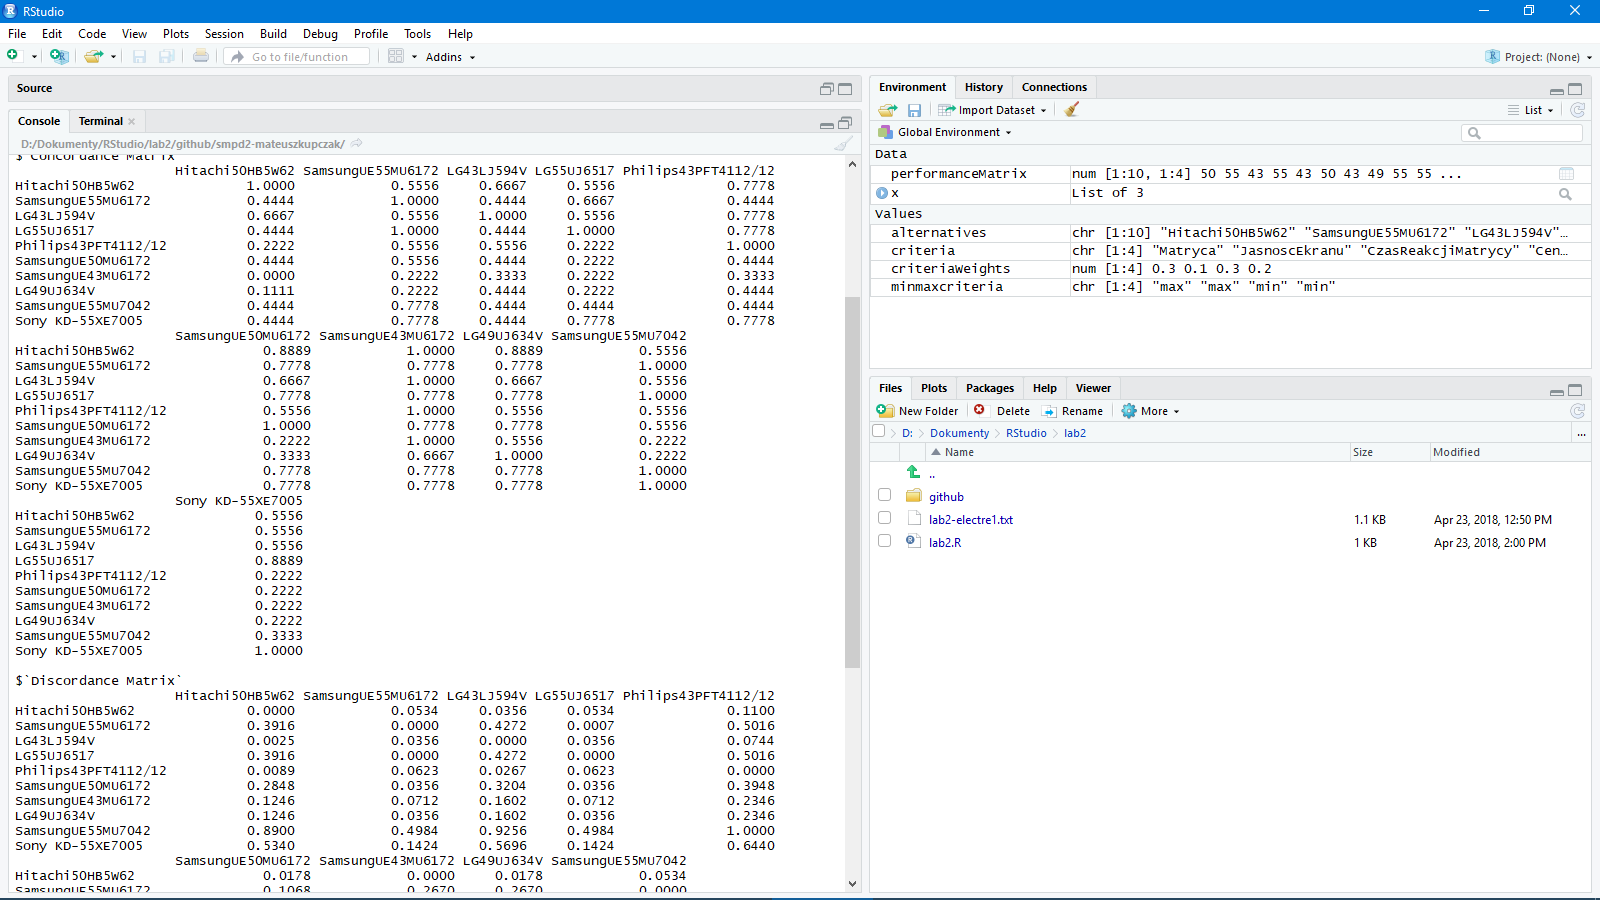 RStudio
File Edit Code View Plots Session Build Debug Profile Tools Help
Go to file/function Addins Project: (None)
Source
Console Terminal
D:/Dokumenty/RStudio/lab2/github/smpd2-mateuszkupczak/
$`Concordance Matrix`
Hitachi50HB5W62 SamsungUE55MU6172 LG43LJ594V LG55UJ6517 Philips43PFT4112/12
Hitachi50HB5W62 1.0000 0.5556 0.6667 0.5556 0.7778
SamsungUE55MU6172 0.4444 1.0000 0.4444 0.6667 0.4444
LG43LJ594V 0.6667 0.5556 1.0000 0.5556 0.7778
LG55UJ6517 0.4444 1.0000 0.4444 1.0000 0.7778
Philips43PFT4112/12 0.2222 0.5556 0.5556 0.2222 1.0000
SamsungUE50MU6172 0.4444 0.5556 0.4444 0.2222 0.4444
SamsungUE43MU6172 0.0000 0.2222 0.3333 0.2222 0.3333
LG49UJ634V 0.1111 0.2222 0.4444 0.2222 0.4444
SamsungUE55MU7042 0.4444 0.7778 0.4444 0.4444 0.4444
Sony KD-55XE7005 0.4444 0.7778 0.4444 0.7778 0.7778
SamsungUE50MU6172 SamsungUE43MU6172 LG49UJ634V SamsungUE55MU7042
Hitachi50HB5W62 0.8889 1.0000 0.8889 0.5556
SamsungUE55MU6172 0.7778 0.7778 0.7778 1.0000
LG43LJ594V 0.6667 1.0000 0.6667 0.5556
LG55UJ6517 0.7778 0.7778 0.7778 1.0000
Philips43PFT4112/12 0.5556 1.0000 0.5556 0.5556
SamsungUE50MU6172 1.0000 0.7778 0.7778 0.5556
SamsungUE43MU6172 0.2222 1.0000 0.5556 0.2222
LG49UJ634V 0.3333 0.6667 1.0000 0.2222
SamsungUE55MU7042 0.7778 0.7778 0.7778 1.0000
Sony KD-55XE7005 0.7778 0.7778 0.7778 1.0000
Sony KD-55XE7005
Hitachi50HB5W62 0.5556
SamsungUE55MU6172 0.5556
LG43LJ594V 0.5556
LG55UJ6517 0.8889
Philips43PFT4112/12 0.2222
SamsungUE50MU6172 0.2222
SamsungUE43MU6172 0.2222
LG49UJ634V 0.2222
SamsungUE55MU7042 0.3333
Sony KD-55XE7005 1.0000
$`Discordance Matrix`
Hitachi50HB5W62 SamsungUE55MU6172 LG43LJ594V LG55UJ6517 Philips43PFT4112/12
Hitachi50HB5W62 0.0000 0.0534 0.0356 0.0534 0.1100
SamsungUE55MU6172 0.3916 0.0000 0.4272 0.0007 0.5016
LG43LJ594V 0.0025 0.0356 0.0000 0.0356 0.0744
LG55UJ6517 0.3916 0.0000 0.4272 0.0000 0.5016
Philips43PFT4112/12 0.0089 0.0623 0.0267 0.0623 0.0000
SamsungUE50MU6172 0.2848 0.0356 0.3204 0.0356 0.3948
SamsungUE43MU6172 0.1246 0.0712 0.1602 0.0712 0.2346
LG49UJ634V 0.1246 0.0356 0.1602 0.0356 0.2346
SamsungUE55MU7042 0.8900 0.4984 0.9256 0.4984 1.0000
Sony KD-55XE7005 0.5340 0.1424 0.5696 0.1424 0.6440
SamsungUE50MU6172 SamsungUE43MU6172 LG49UJ634V SamsungUE55MU7042
Hitachi50HB5W62 0.0178 0.0000 0.0178 0.0534
SamsungUE55MU6172 0.1068 0.2670 0.2670 0.0000
Environment History Connections
Import Dataset List
Global Environment
Data
performanceMatrix num [1:10, 1:4] 50 55 43 55 43 50 43 49 55 55 ...
x List of 3
Values
alternatives chr [1:10] "Hitachi50HB5W62" "SamsungUE55MU6172" "LG43LJ594V"…
criteria chr [1:4] "Matryca" "JasnoscEkranu" "CzasReakcjiMatrycy" "Cen…
criteriaWeights num [1:4] 0.3 0.1 0.3 0.2
minmaxcriteria chr [1:4] "max" "max" "min" "min"
Files Plots Packages Help Viewer
New Folder Delete Rename More
D: Dokumenty RStudio lab2 ...
Name Size Modified
..
github
lab2-electre1.txt 1.1 KB Apr 23, 2018, 12:50 PM
lab2.R 1 KB Apr 23, 2018, 2:00 PM